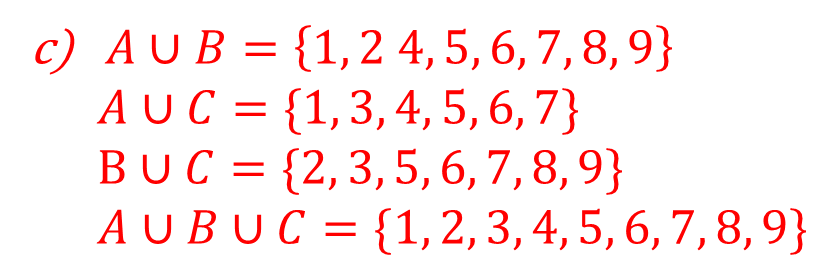 c) A ∪ B = {1, 2 4, 5, 6, 7, 8, 9}
A ∪ C = {1, 3, 4, 5, 6, 7}
B ∪ C = {2, 3, 5, 6, 7, 8, 9}
A ∪ B ∪ C = {1, 2, 3, 4, 5, 6, 7, 8, 9}